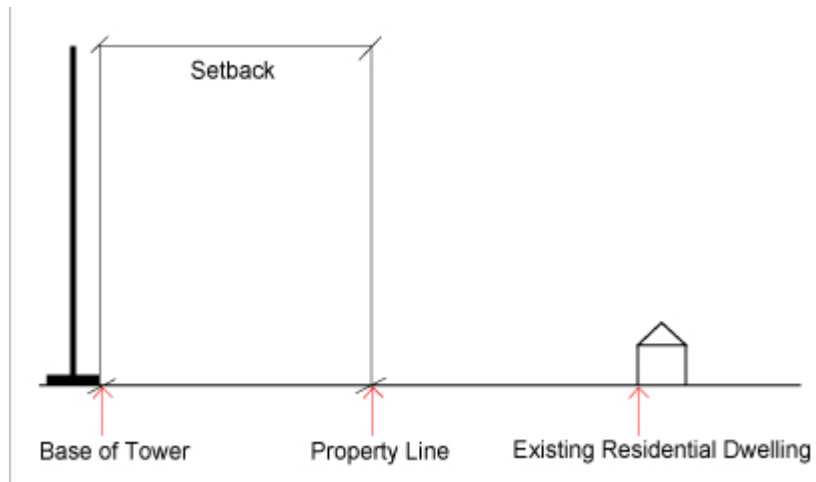 Setback
Base of Tower
Property Line
Existing Residential Dwelling